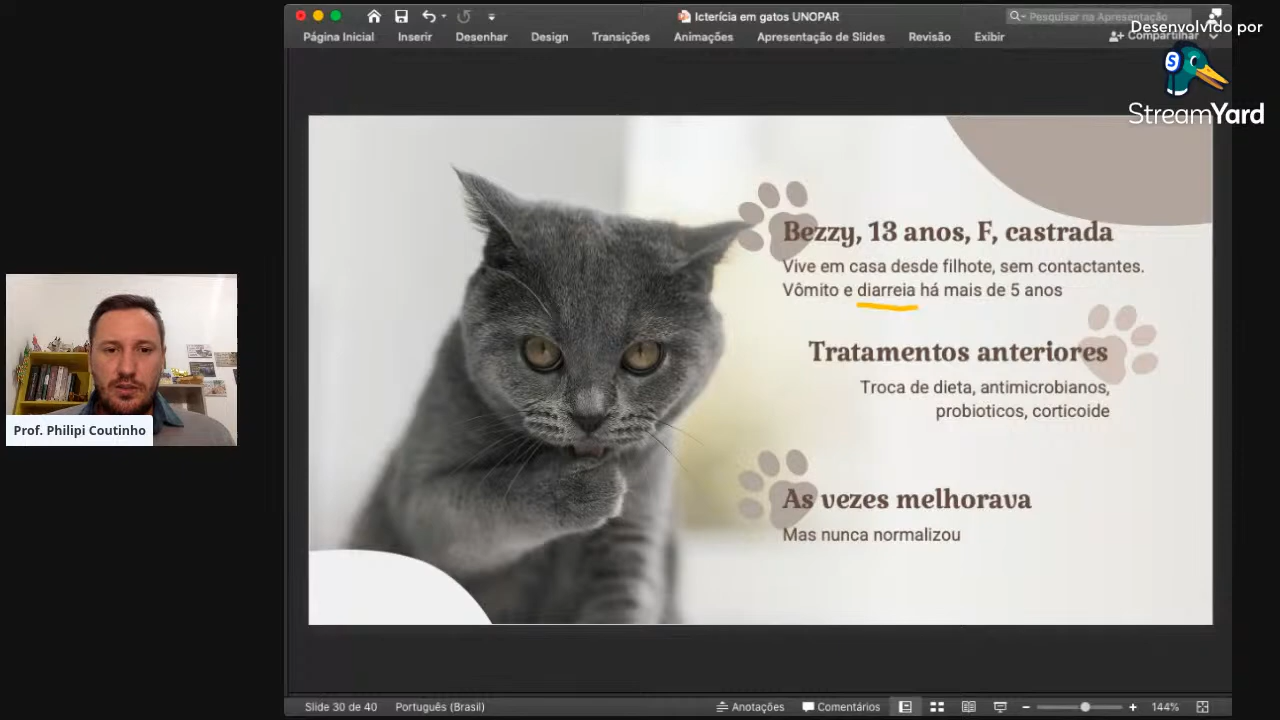 Icterícia em gatos UNOPAR
Pesquisar na Apresentação
Desenvolvido por
Página Inicial
Inserir
Desenhar
Design
Transições
Animações
Apresentação de Slides
Revisão
Exibir
Compartilhar
StreamYard
Bezzy, 13 anos, F, castrada
Vive em casa desde filhote, sem contactantes.
Vômito e diarreia há mais de 5 anos
Tratamentos anteriores
Troca de dieta, antimicrobianos,
probioticos, corticoide
As vezes melhorava
Mas nunca normalizou
Prof. Philipi Coutinho
Slide 30 de 40
Português (Brasil)
Anotações
Comentários
144%